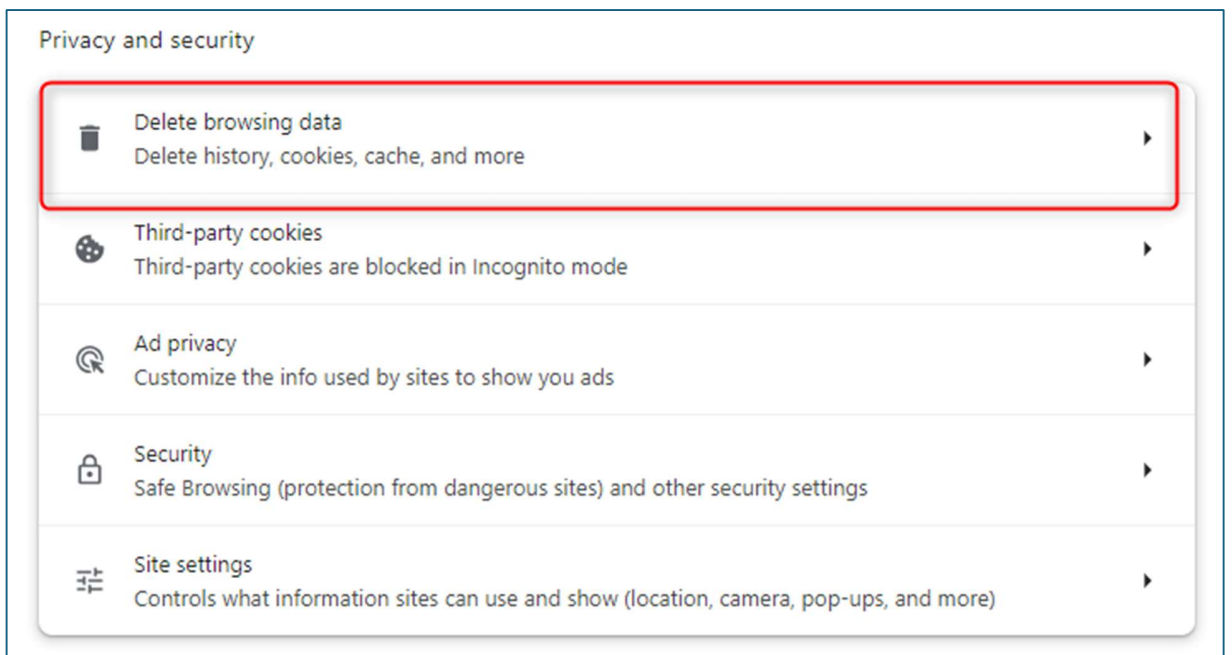 Privacy and security
Delete browsing data
Delete history, cookies, cache, and more
Third-party cookies
Third-party cookies are blocked in Incognito mode
Ad privacy
Customize the info used by sites to show you ads
Security
Safe Browsing (protection from dangerous sites) and other security settings
Site settings
Controls what information sites can use and show (location, camera, pop-ups, and more)